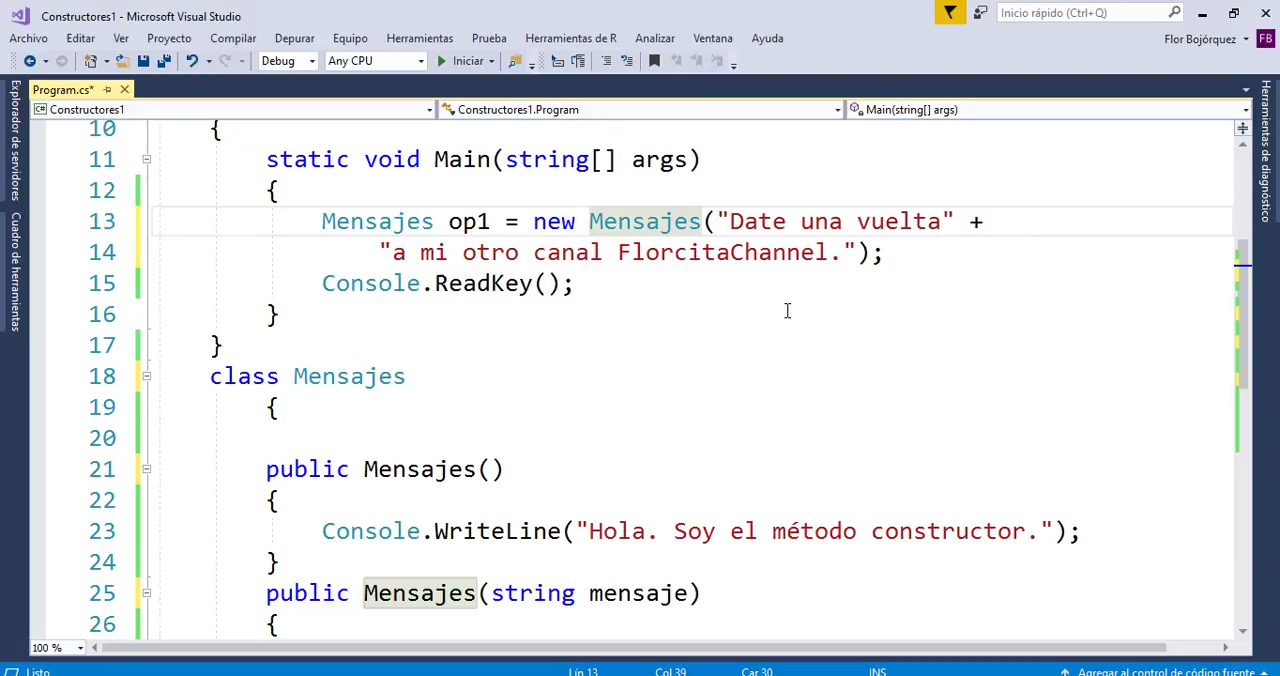 Constructores1 - Microsoft Visual Studio
Inicio rápido (Ctrl+Q)
Archivo Editar Ver Proyecto Compilar Depurar Equipo Herramientas Prueba Herramientas de R Analizar Ventana Ayuda
Flor Bojórquez FB
Debug Any CPU Iniciar
Explorador de servidores
Cuadro de herramientas
Program.cs*
Constructores1 Constructores1.Program Main(string[] args)
Herramientas de diagnóstico
10 {
11 static void Main(string[] args)
12 {
13 Mensajes op1 = new Mensajes("Date una vuelta" +
14 "a mi otro canal FlorcitaChannel.");
15 Console.ReadKey();
16 }
17 }
18 class Mensajes
19 {
20
21 public Mensajes()
22 {
23 Console.WriteLine("Hola. Soy el método constructor.");
24 }
25 public Mensajes(string mensaje)
26 {
100 %
Listo Lín 13 Col 39 Car 30 INS Agregar al control de código fuente